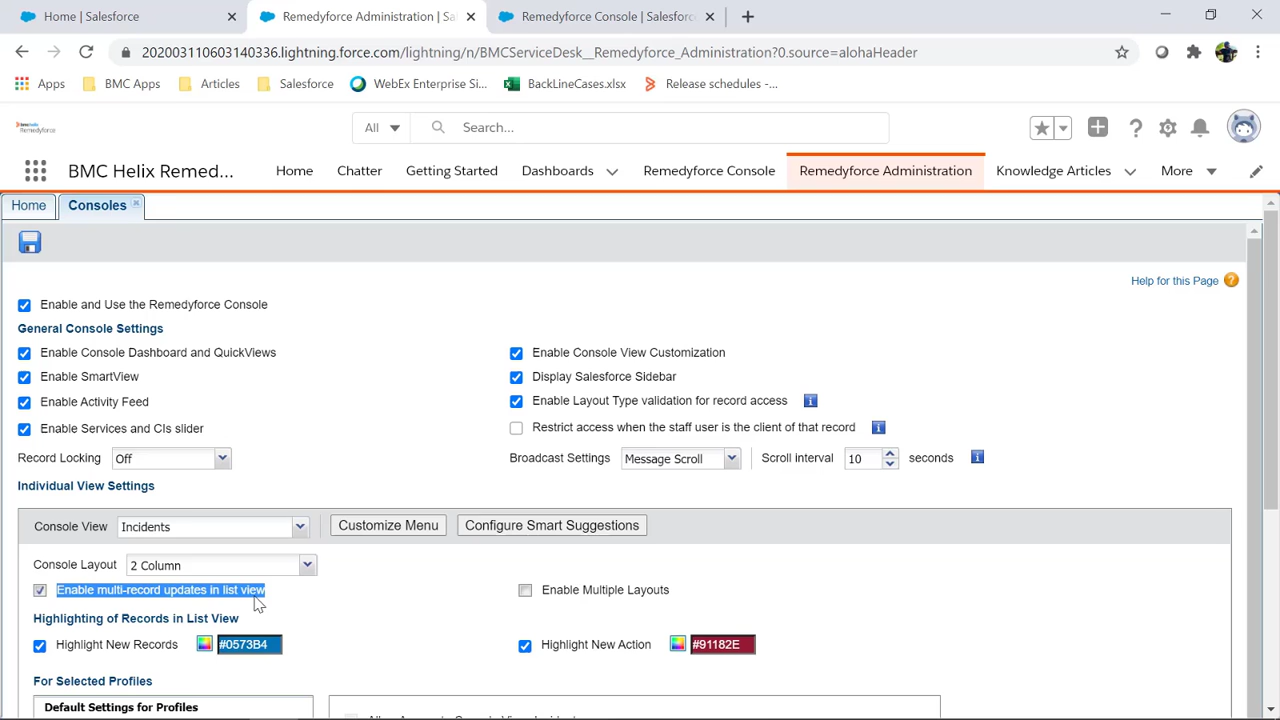 Home | Salesforce
Remedyforce Administration | Sa
Remedyforce Console | Salesforc
202003110603140336.lightning.force.com/lightning/n/BMCServiceDesk__Remedyforce_Administration?0.source=alohaHeader
Apps
BMC Apps
Articles
Salesforce
WebEx Enterprise Si...
BackLineCases.xlsx
Release schedules -...
bmchelix
Remedyforce
All
Search...
BMC Helix Remed...
Home
Chatter
Getting Started
Dashboards
Remedyforce Console
Remedyforce Administration
Knowledge Articles
More
Home
Consoles
Help for this Page
Enable and Use the Remedyforce Console
General Console Settings
Enable Console Dashboard and QuickViews
Enable Console View Customization
Enable SmartView
Display Salesforce Sidebar
Enable Activity Feed
Enable Layout Type validation for record access
Enable Services and CIs slider
Restrict access when the staff user is the client of that record
Record Locking
Off
Broadcast Settings
Message Scroll
Scroll interval
10
seconds
Individual View Settings
Console View
Incidents
Customize Menu
Configure Smart Suggestions
Console Layout
2 Column
Enable multi-record updates in list view
Enable Multiple Layouts
Highlighting of Records in List View
Highlight New Records
#0573B4
Highlight New Action
#91182E
For Selected Profiles
Default Settings for Profiles